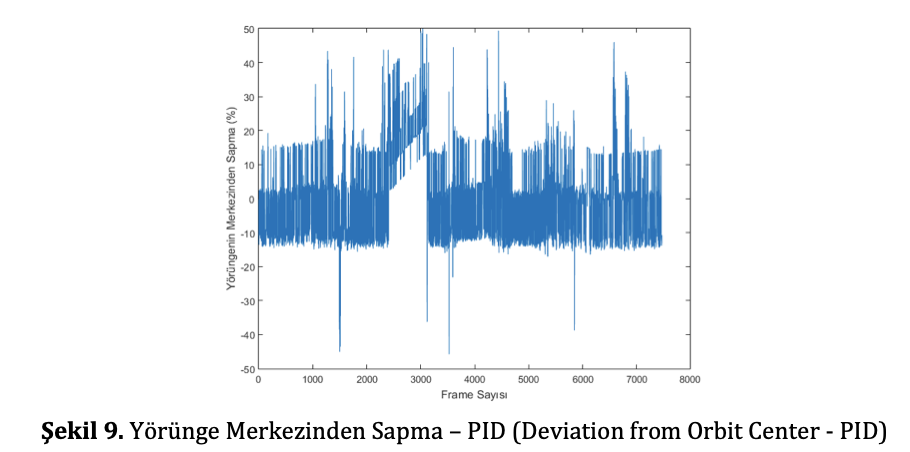 50
40
30
20
10
0
-10
-20
-30
-40
-50
Yörüngenin Merkezinden Sapma (%)
0 1000 2000 3000 4000 5000 6000 7000 8000
Frame Sayısı
Şekil 9. Yörünge Merkezinden Sapma – PID (Deviation from Orbit Center - PID)